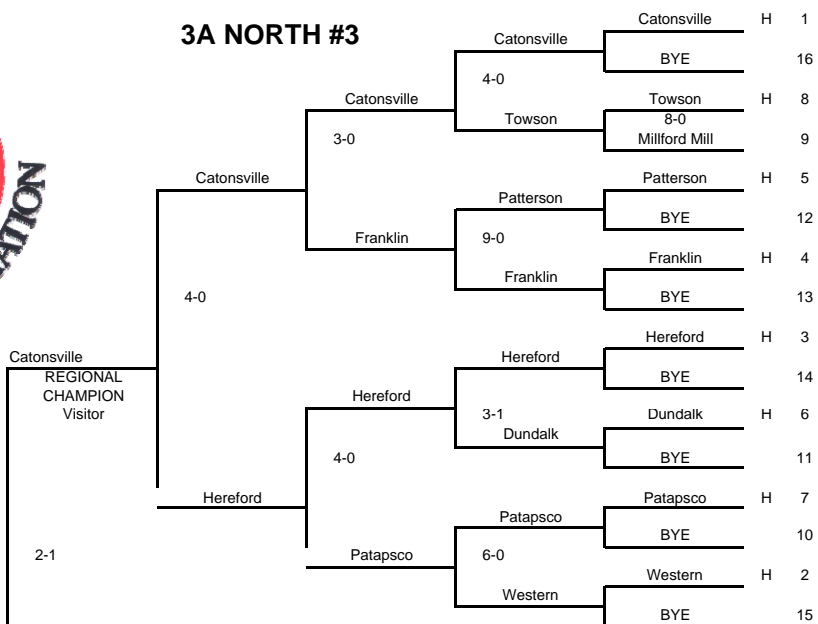 3A NORTH #3
Catonsville H 1
Catonsville
BYE 16
4-0
Catonsville
Towson H 8
8-0
Towson
3-0
Millford Mill 9
Catonsville
Patterson H 5
Patterson
BYE 12
Franklin
9-0
Franklin H 4
Franklin
4-0
BYE 13
Hereford H 3
Catonsville
Hereford
REGIONAL
BYE 14
CHAMPION
Hereford
Visitor
3-1
Dundalk H 6
Dundalk
4-0
BYE 11
Hereford
Patapsco H 7
Patapsco
BYE 10
2-1
Patapsco
6-0
Western H 2
Western
BYE 15